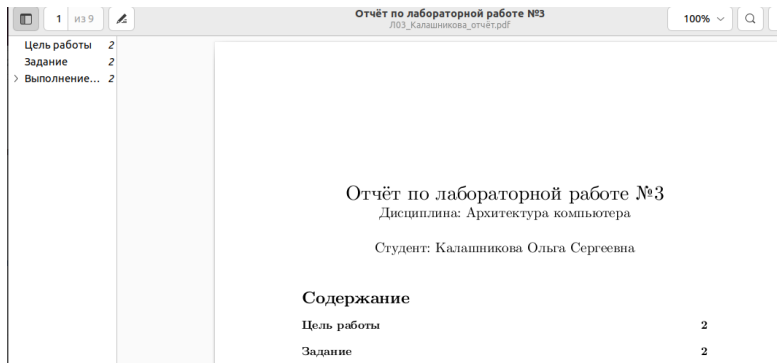 1 из 9
Отчёт по лабораторной работе №3
Л03_Калашникова_отчёт.pdf
100%
Цель работы 2
Задание 2
Выполнение... 2
Отчёт по лабораторной работе №3
Дисциплина: Архитектура компьютера
Студент: Калашникова Ольга Сергеевна
Содержание
Цель работы 2
Задание 2